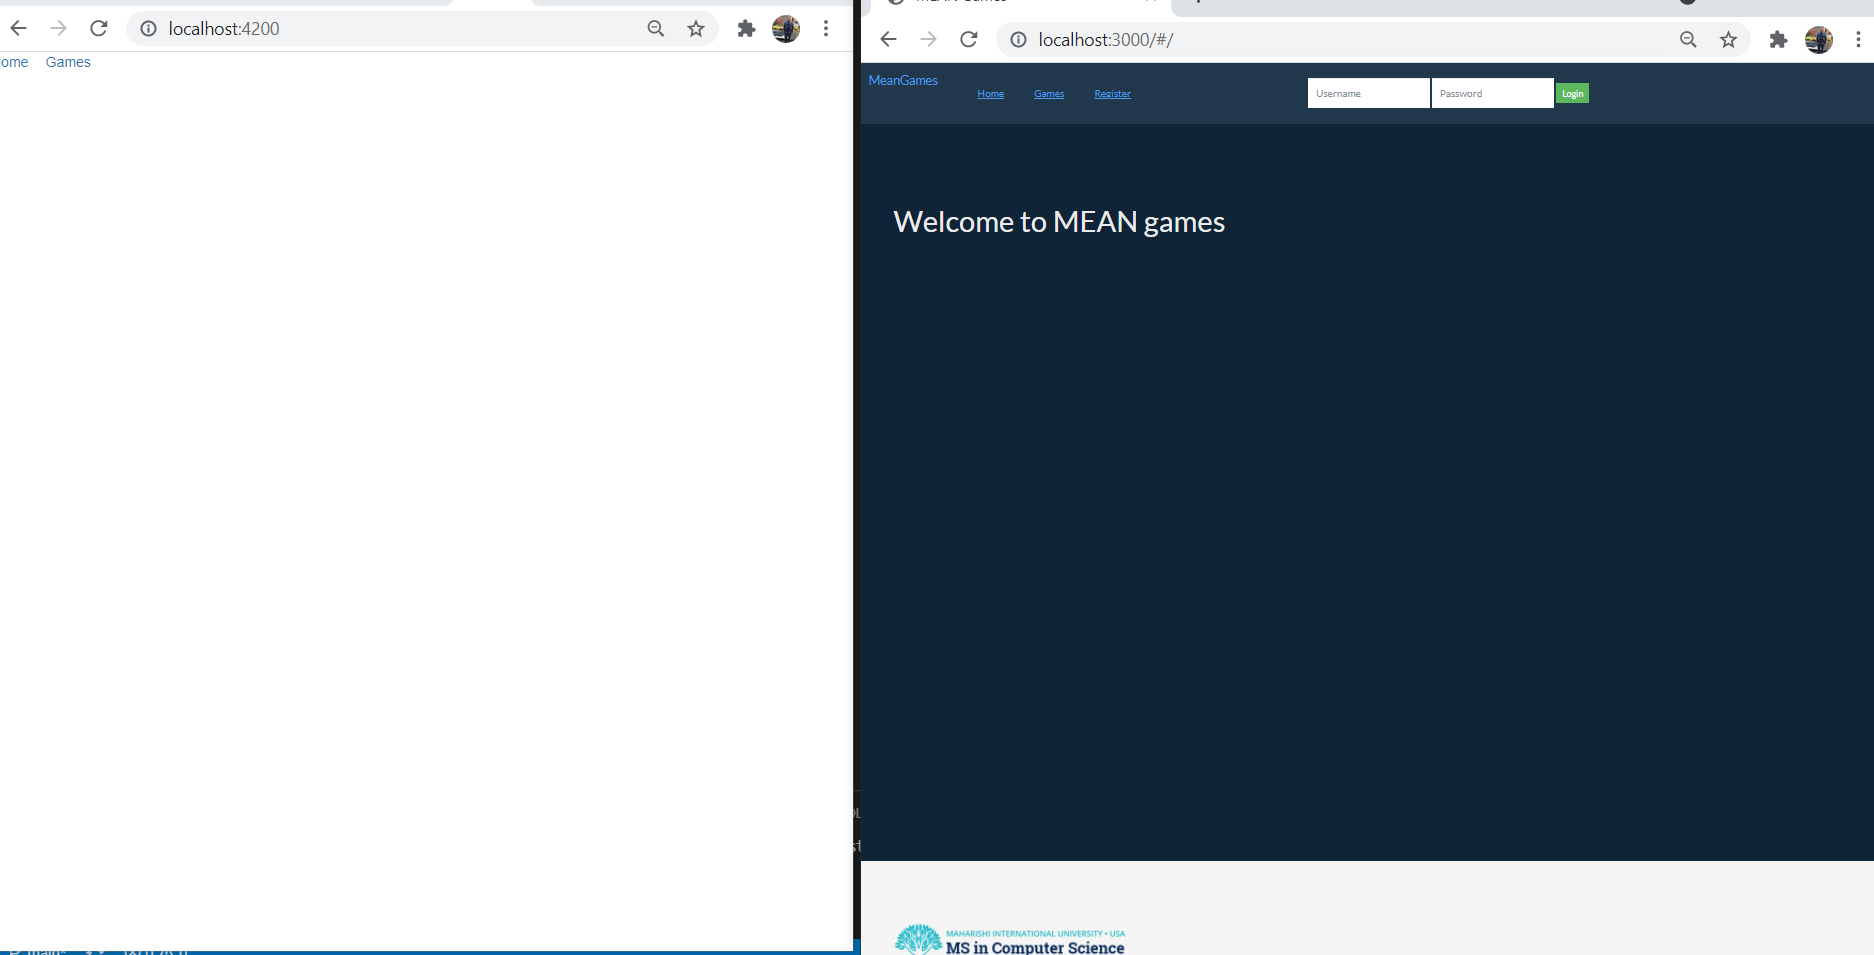 localhost:4200
ome Games
localhost:3000/#/
MeanGames
Home Games Register
Username Password Login
Welcome to MEAN games
MAHARISHI INTERNATIONAL UNIVERSITY • USA
MS in Computer Science